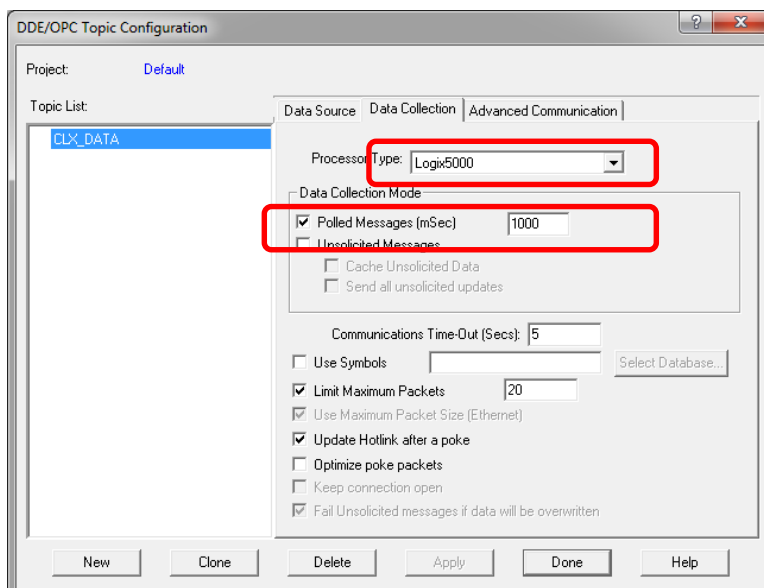 DDE/OPC Topic Configuration
Project: Default
Topic List:
CLX_DATA
Data Source Data Collection Advanced Communication
Processor Type: Logix5000
Data Collection Mode
Polled Messages (mSec) 1000
Unsolicited Messages
Cache Unsolicited Data
Send all unsolicited updates
Communications Time-Out (Secs): 5
Use Symbols Select Database...
Limit Maximum Packets 20
Use Maximum Packet Size (Ethernet)
Update Hotlink after a poke
Optimize poke packets
Keep connection open
Fail Unsolicited messages if data will be overwritten
New Clone Delete Apply Done Help